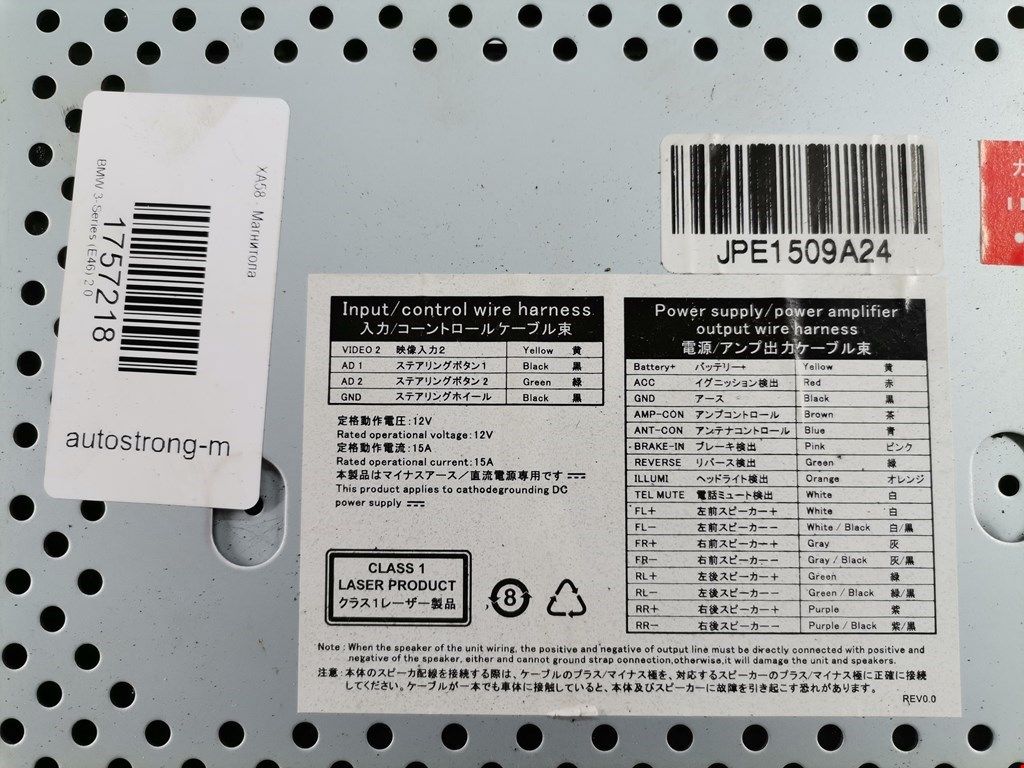 XA58 - Магнитола
1757218
BMW 3-Series (E46) 2.0
autostrong-m
JPE1509A24
Input/control wire harness
入力/コーントロールケーブル束
VIDEO 2 映像入力2 Yellow 黄
AD 1 ステアリングボタン1 Black 黒
AD 2 ステアリングボタン2 Green 緑
GND ステアリングホイール Black 黒
定格動作電圧:12V
Rated operational voltage:12V
定格動作電流:15A
Rated operational current:15A
本製品はマイナスアース/直流電源専用です
This product applies to cathodegrounding DC
power supply
CLASS 1
LASER PRODUCT
クラス1レーザー製品
8
Power supply/power amplifier
output wire harness
電源/アンプ出力ケーブル束
Battery+ バッテリー+ Yellow 黄
ACC イグニッション検出 Red 赤
GND アース Black 黒
AMP-CON アンプコントロール Brown 茶
ANT-CON アンテナコントロール Blue 青
BRAKE-IN ブレーキ検出 Pink ピンク
REVERSE リバース検出 Green 緑
ILLUMI ヘッドライト検出 Orange オレンジ
TEL MUTE 電話ミュート検出 White 白
FL+ 左前スピーカー+ White 白
FL- 左前スピーカー- White / Black 白/黒
FR+ 右前スピーカー+ Gray 灰
FR- 右前スピーカー- Gray / Black 灰/黒
RL+ 左後スピーカー+ Green 緑
RL- 左後スピーカー- Green / Black 緑/黒
RR+ 右後スピーカー+ Purple 紫
RR- 右後スピーカー- Purple / Black 紫/黒
Note : When the speaker of the unit wiring, the positive and negative of output line must be directly connected with positive and
negative of the speaker, either and cannot ground strap connection,otherwise,it will damage the unit and speakers.
注意:本体のスピーカ配線を接続する際は、ケーブルのプラス/マイナス極を、対応するスピーカーのプラス/マイナス極に正確に接続
してください。ケーブルが一本でも車体に接触していると、本体及びスピーカーに故障を引き起こす恐れがあります。
REV0.0